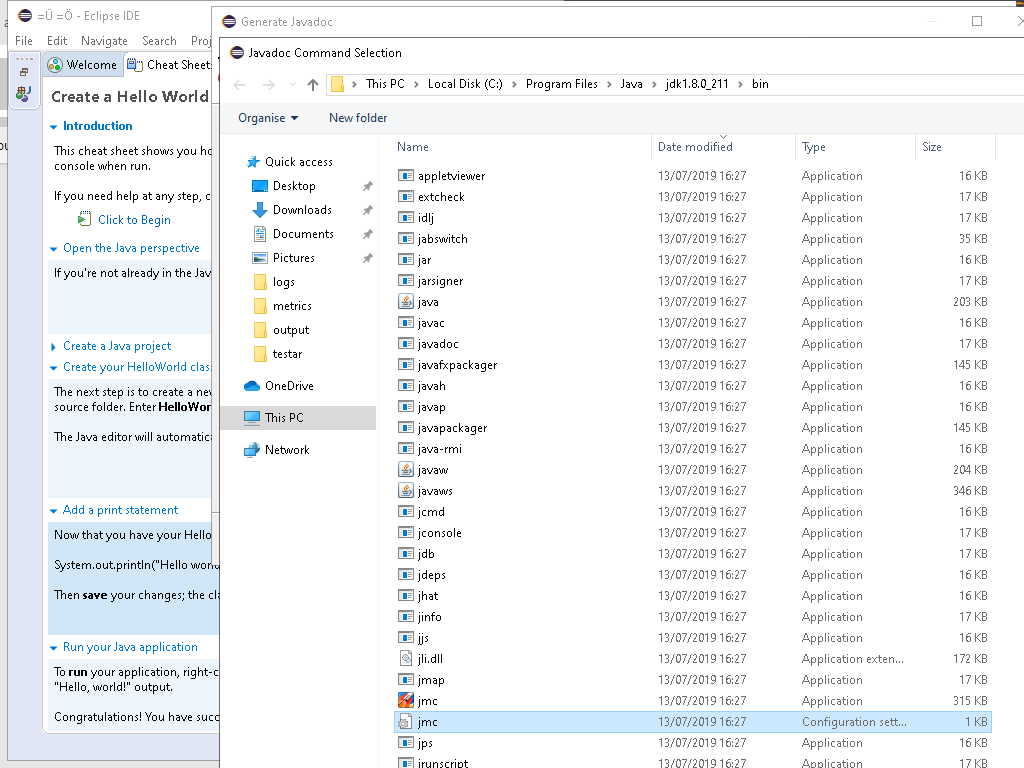 =Ü =Ö - Eclipse IDE
File Edit Navigate Search Proj
Welcome
Cheat Sheet
Create a Hello World
Introduction
This cheat sheet shows you ho
console when run.
If you need help at any step, c
Click to Begin
Open the Java perspective
If you're not already in the Jav
Create a Java project
Create your HelloWorld clas
The next step is to create a nev
source folder. Enter HelloWor
The Java editor will automatica
Add a print statement
Now that you have your Hello
System.out.println("Hello world
Then save your changes; the cla
Run your Java application
To run your application, right-c
"Hello, world!" output.
Congratulations! You have succ
Generate Javadoc
Javadoc Command Selection
This PC > Local Disk (C:) > Program Files > Java > jdk1.8.0_211 > bin
Organise New folder
Quick access
Desktop
Downloads
Documents
Pictures
logs
metrics
output
testar
OneDrive
This PC
Network
Name Date modified Type Size
appletviewer 13/07/2019 16:27 Application 16 KB
extcheck 13/07/2019 16:27 Application 17 KB
idlj 13/07/2019 16:27 Application 17 KB
jabswitch 13/07/2019 16:27 Application 35 KB
jar 13/07/2019 16:27 Application 16 KB
jarsigner 13/07/2019 16:27 Application 17 KB
java 13/07/2019 16:27 Application 203 KB
javac 13/07/2019 16:27 Application 16 KB
javadoc 13/07/2019 16:27 Application 17 KB
javafxpackager 13/07/2019 16:27 Application 145 KB
javah 13/07/2019 16:27 Application 16 KB
javap 13/07/2019 16:27 Application 16 KB
javapackager 13/07/2019 16:27 Application 145 KB
java-rmi 13/07/2019 16:27 Application 16 KB
javaw 13/07/2019 16:27 Application 204 KB
javaws 13/07/2019 16:27 Application 346 KB
jcmd 13/07/2019 16:27 Application 16 KB
jconsole 13/07/2019 16:27 Application 17 KB
jdb 13/07/2019 16:27 Application 17 KB
jdeps 13/07/2019 16:27 Application 16 KB
jhat 13/07/2019 16:27 Application 16 KB
jinfo 13/07/2019 16:27 Application 17 KB
jjs 13/07/2019 16:27 Application 16 KB
jli.dll 13/07/2019 16:27 Application exten... 172 KB
jmap 13/07/2019 16:27 Application 17 KB
jmc 13/07/2019 16:27 Application 315 KB
jmc 13/07/2019 16:27 Configuration sett... 1 KB
jps 13/07/2019 16:27 Application 16 KB
jrunscript 13/07/2019 16:27 Application 17 KB